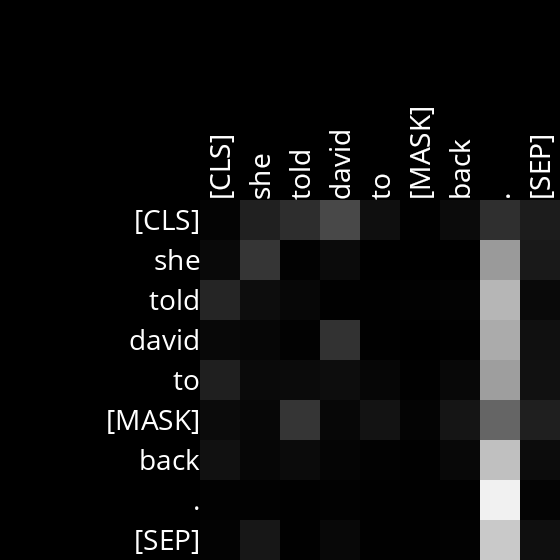 [CLS] she told david to [MASK] back . [SEP]
[CLS]
she
told
david
to
[MASK]
back
.
[SEP]